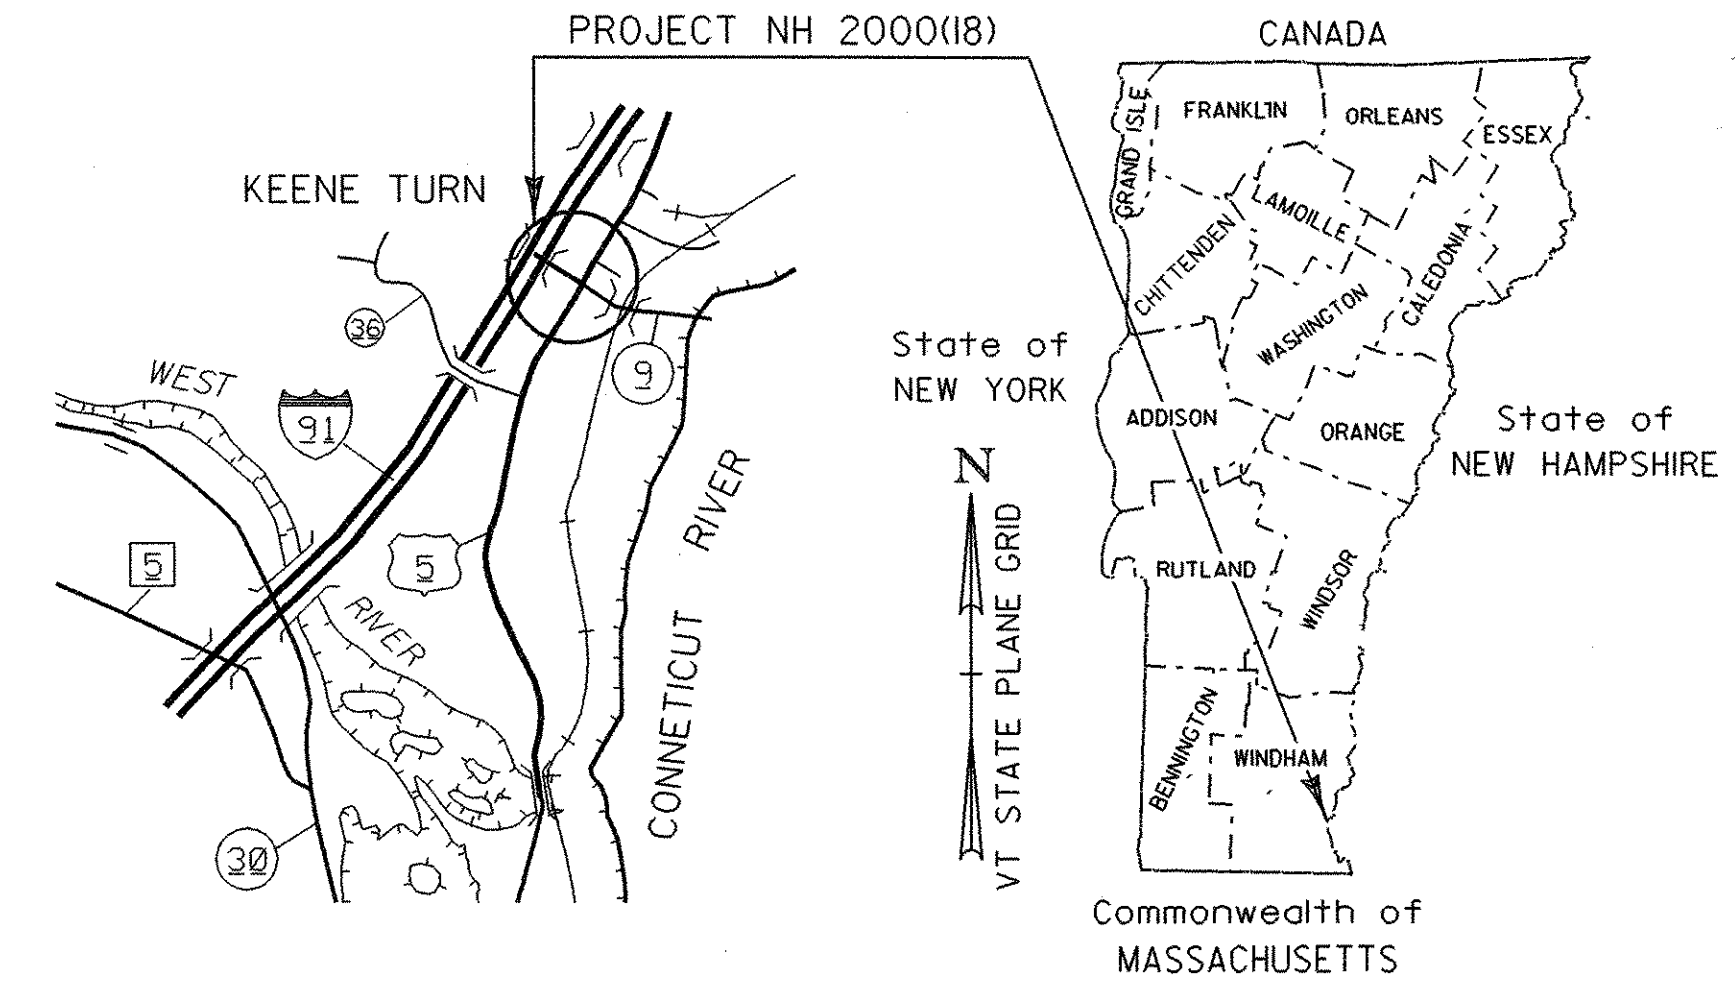 PROJECT NH 2000(18)
CANADA
KEENE TURN
GRAND ISLE
FRANKLIN
ORLEANS
ESSEX
LAMOILLE
CHITTENDEN
CALEDONIA
WASHINGTON
36
9
WEST
91
State of
NEW YORK
ADDISON
ORANGE
State of
NEW HAMPSHIRE
N
VT STATE PLANE GRID
RIVER
5
5
RIVER
CONNETICUT
RUTLAND
WINDSOR
BENNINGTON
WINDHAM
30
Commonwealth of
MASSACHUSETTS